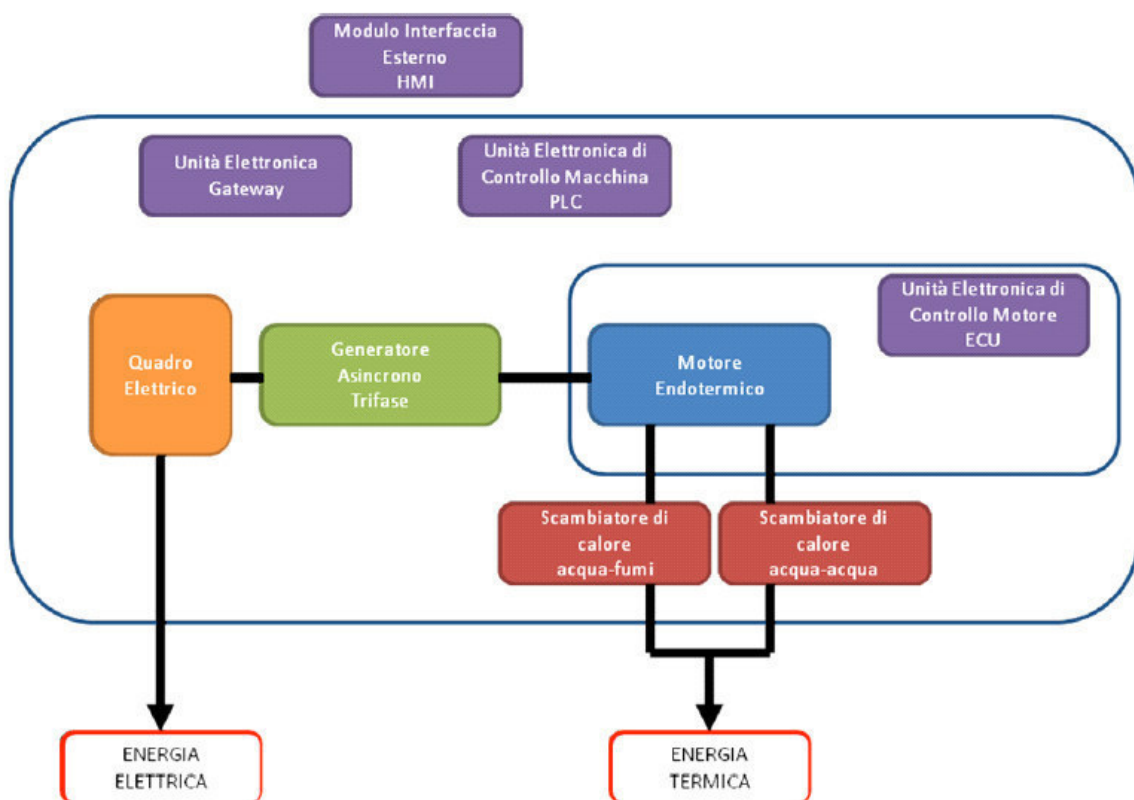 Modulo Interfaccia
Esterno
HMI
Unità Elettronica
Gateway
Unità Elettronica di
Controllo Macchina
PLC
Unità Elettronica di
Controllo Motore
ECU
Quadro
Elettrico
Generatore
Asincrono
Trifase
Motore
Endotermico
Scambiatore di
calore
acqua-fumi
Scambiatore di
calore
acqua-acqua
ENERGIA
ELETTRICA
ENERGIA
TERMICA